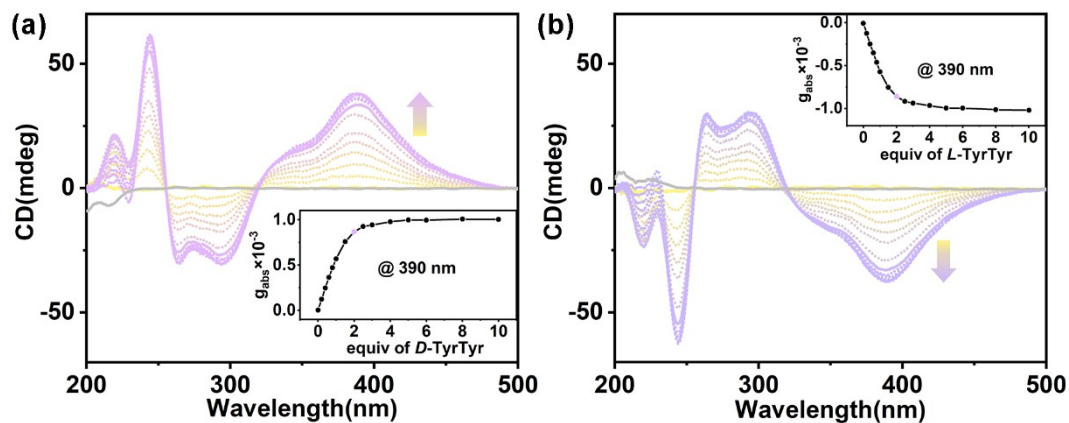 (a)
CD(mdeg)
50
0
-50
200
300
400
500
Wavelength(nm)
g_abs×10⁻³
1.0
0.5
0.0
@ 390 nm
0 2 4 6 8 10
equiv of D-TyrTyr
(b)
CD(mdeg)
50
0
-50
200
300
400
500
Wavelength(nm)
g_abs×10⁻³
0.0
-0.5
-1.0
@ 390 nm
0 2 4 6 8 10
equiv of L-TyrTyr